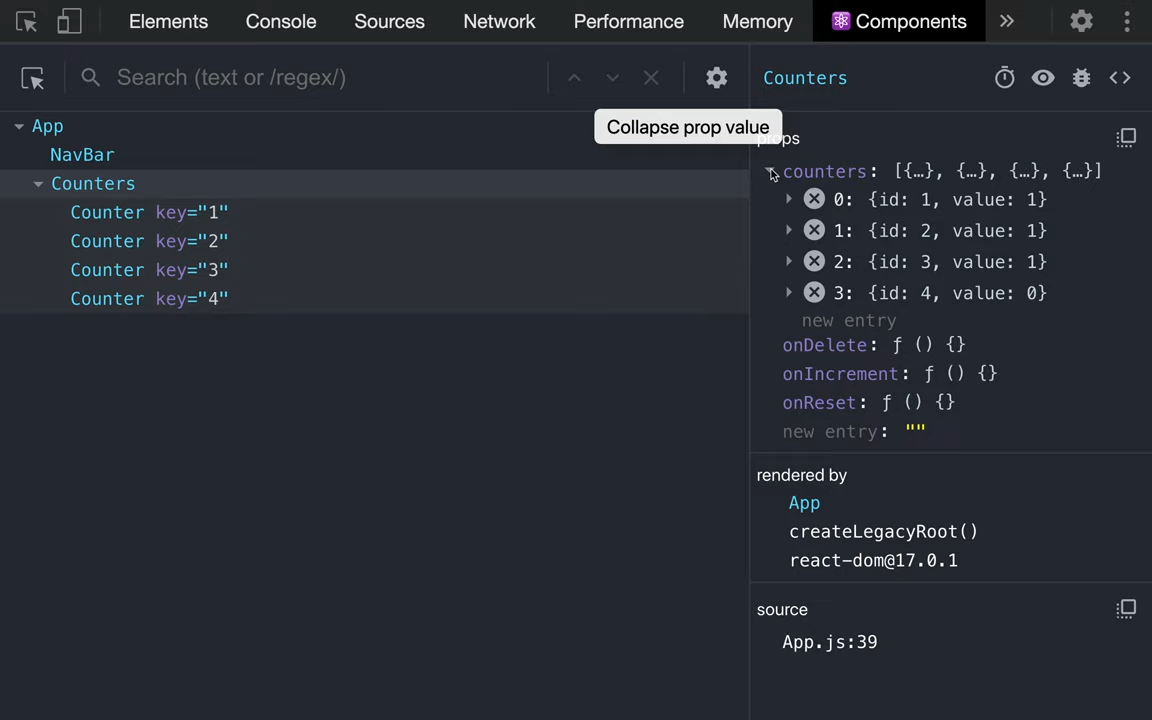 Elements Console Sources Network Performance Memory Components »
Search (text or /regex/)
Counters
Collapse prop value
props
App
NavBar
Counters
Counter key="1"
Counter key="2"
Counter key="3"
Counter key="4"
counters: [{…}, {…}, {…}, {…}]
0: {id: 1, value: 1}
1: {id: 2, value: 1}
2: {id: 3, value: 1}
3: {id: 4, value: 0}
new entry
onDelete: ƒ () {}
onIncrement: ƒ () {}
onReset: ƒ () {}
new entry: ""
rendered by
App
createLegacyRoot()
react-dom@17.0.1
source
App.js:39